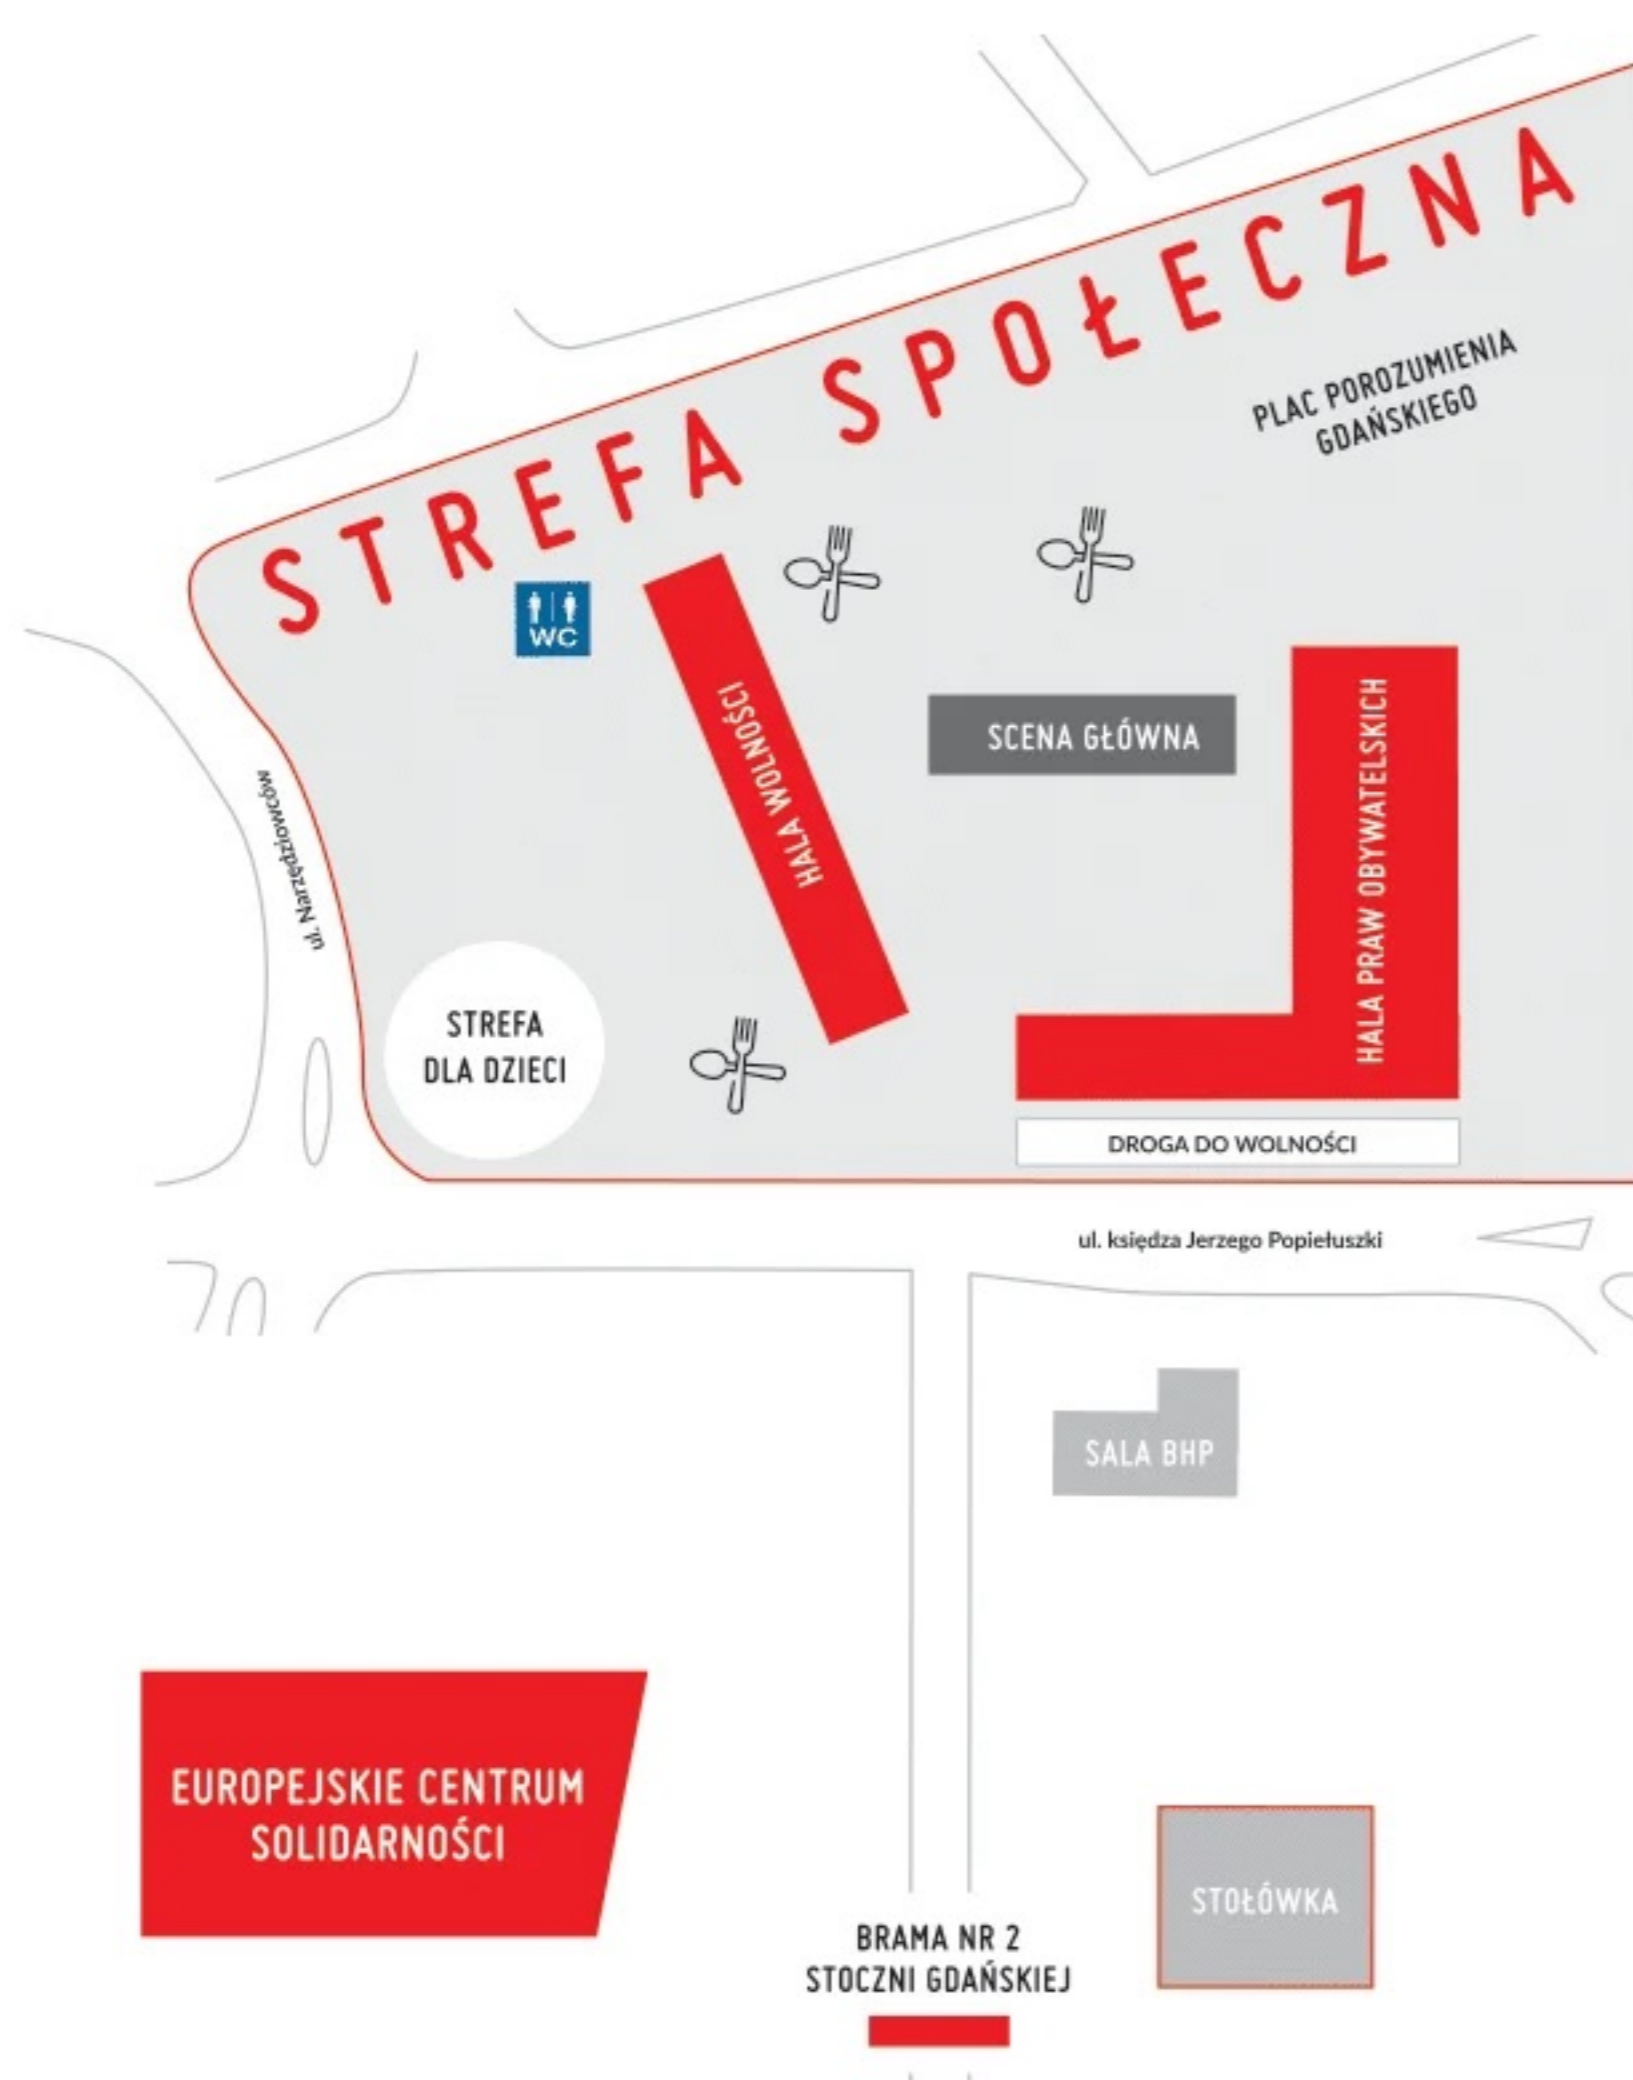 STREFA SPOŁECZNA
PLAC POROZUMIENIA
GDAŃSKIEGO
WC
HALA WOLNOŚCI
SCENA GŁÓWNA
HALA PRAW OBYWATELSKICH
ul. Narzędziowców
STREFA
DLA DZIECI
DROGA DO WOLNOŚCI
ul. księdza Jerzego Popiełuszki
SALA BHP
EUROPEJSKIE CENTRUM
SOLIDARNOŚCI
STOŁÓWKA
BRAMA NR 2
STOCZNI GDAŃSKIEJ